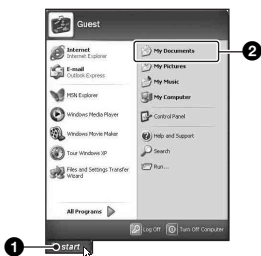 Guest
Internet
Internet Explorer
E-mail
Outlook Express
MSN Explorer
Windows Media Player
Windows Movie Maker
Tour Windows XP
Files and Settings Transfer
Wizard
All Programs
My Documents
My Pictures
My Music
My Computer
Control Panel
Help and Support
Search
Run...
Log Off
Turn Off Computer
start
1
2